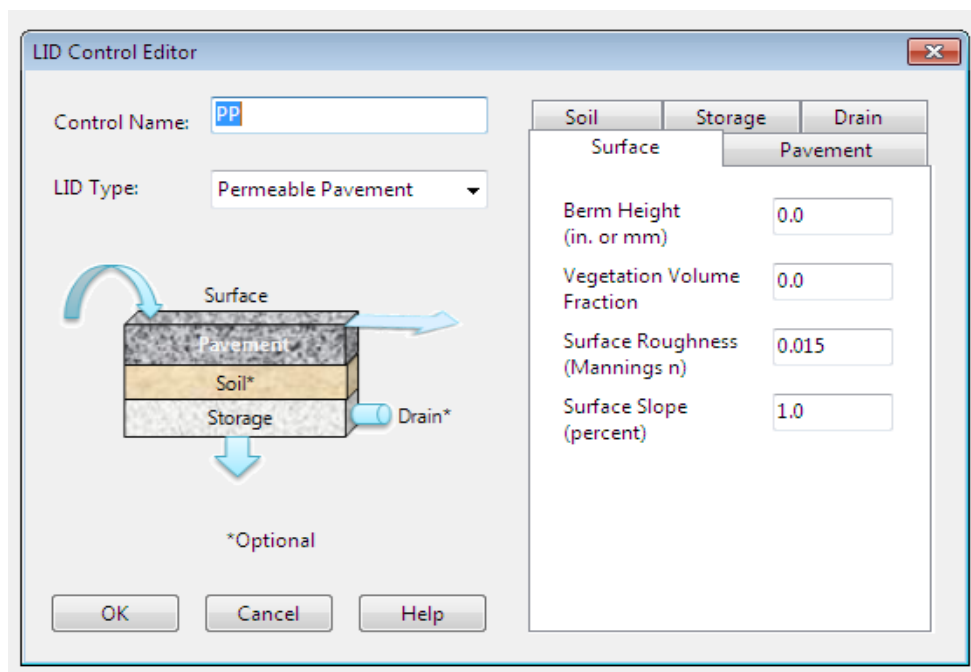 LID Control Editor
Control Name:
PP
LID Type:
Permeable Pavement
Surface
Pavement
Soil*
Storage
Drain*
*Optional
OK
Cancel
Help
Soil
Storage
Drain
Surface
Pavement
Berm Height
(in. or mm)
0.0
Vegetation Volume
Fraction
0.0
Surface Roughness
(Mannings n)
0.015
Surface Slope
(percent)
1.0